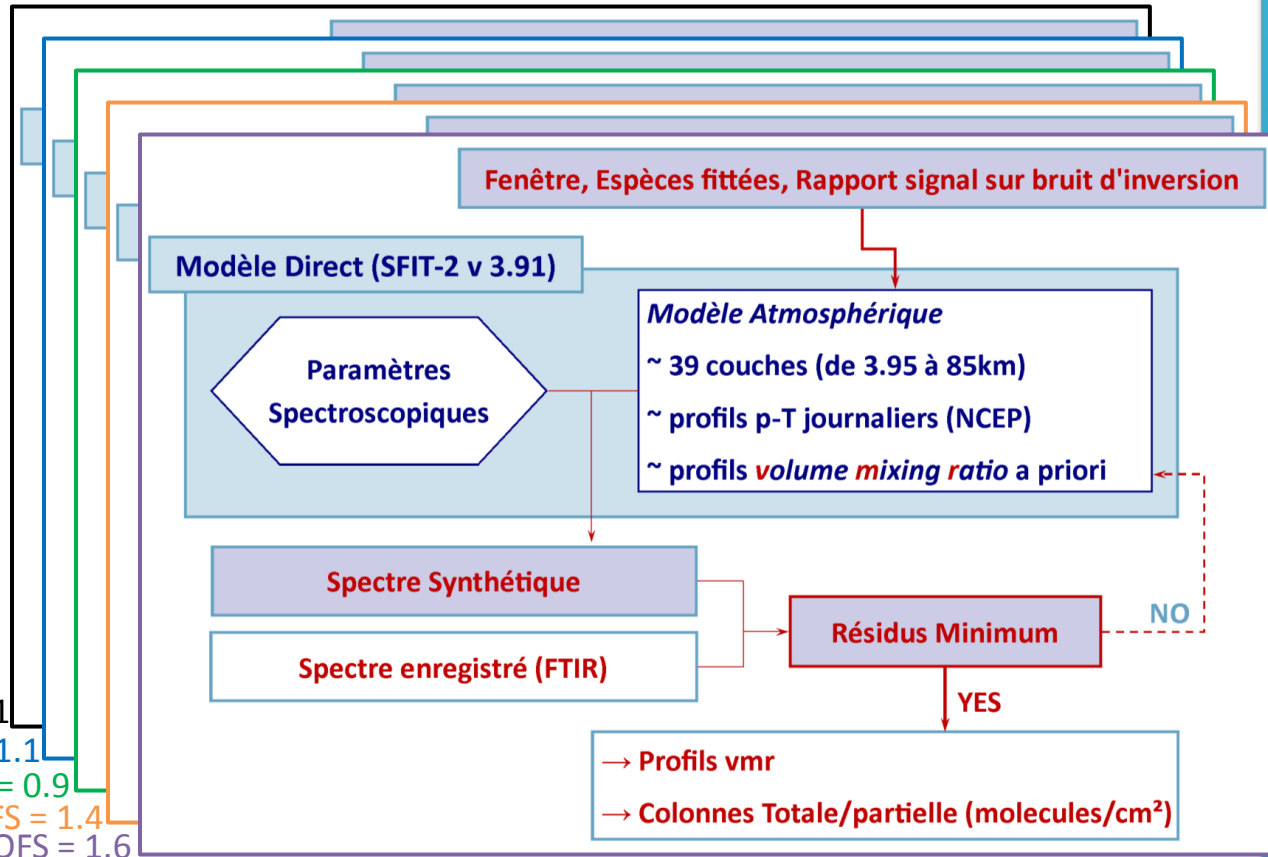 Fenêtre, Espèces fittées, Rapport signal sur bruit d'inversion
Modèle Direct (SFIT-2 v 3.91)
Paramètres
Spectroscopiques
Modèle Atmosphérique
~ 39 couches (de 3.95 à 85km)
~ profils p-T journaliers (NCEP)
~ profils volume mixing ratio a priori
Spectre Synthétique
Spectre enregistré (FTIR)
Résidus Minimum
NO
YES
→ Profils vmr
→ Colonnes Totale/partielle (molecules/cm²)
1
1.1
= 0.9
FS = 1.4
OFS = 1.6